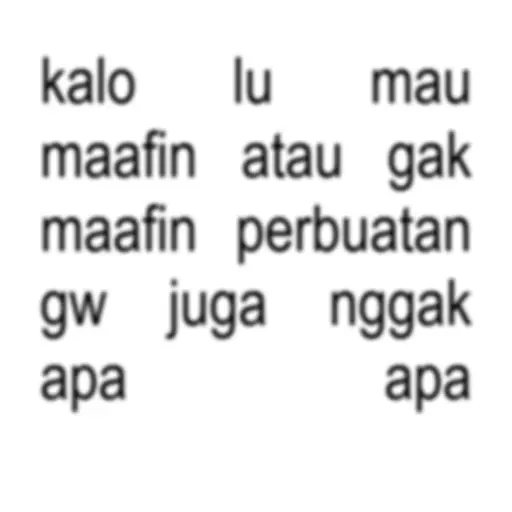 kalo lu mau
maafin atau gak
maafin perbuatan
gw juga nggak
apa apa